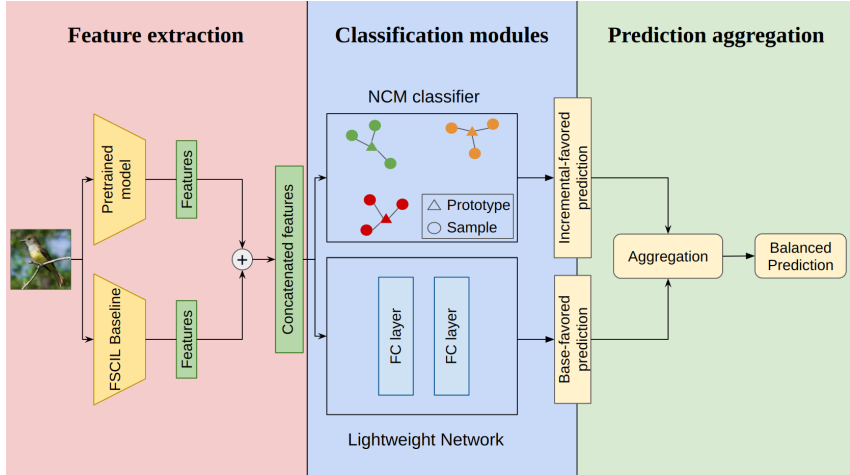 Feature extraction
Classification modules
Prediction aggregation
Pretrained
model
Features
FSCIL Baseline
Features
+
Concatenated features
NCM classifier
Prototype
Sample
FC layer
FC layer
Lightweight Network
Incremental-favored
prediction
Base-favored
prediction
Aggregation
Balanced
Prediction